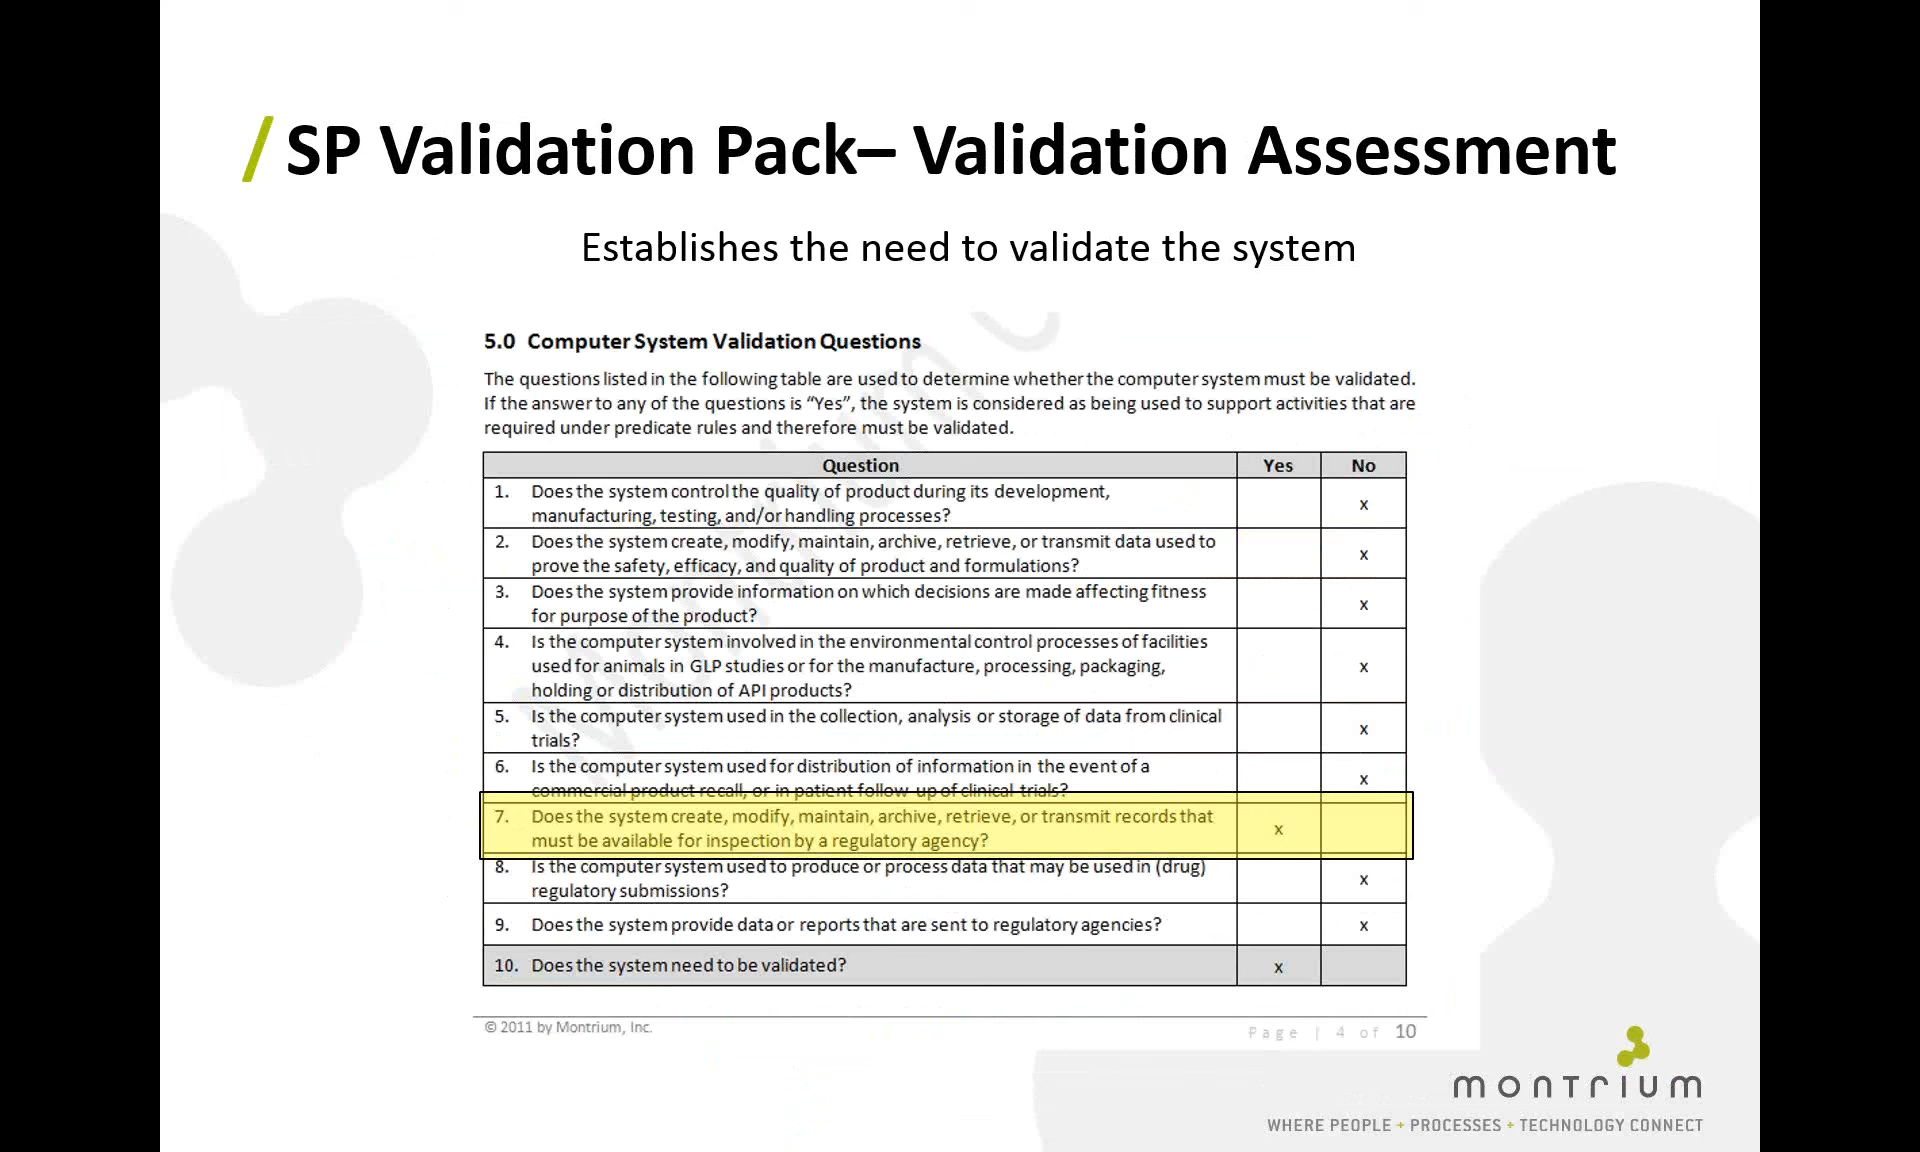 / SP Validation Pack– Validation Assessment
Establishes the need to validate the system
5.0 Computer System Validation Questions
The questions listed in the following table are used to determine whether the computer system must be validated.
If the answer to any of the questions is “Yes”, the system is considered as being used to support activities that are
required under predicate rules and therefore must be validated.
Question Yes No
1. Does the system control the quality of product during its development,
manufacturing, testing, and/or handling processes? x
2. Does the system create, modify, maintain, archive, retrieve, or transmit data used to
prove the safety, efficacy, and quality of product and formulations? x
3. Does the system provide information on which decisions are made affecting fitness
for purpose of the product? x
4. Is the computer system involved in the environmental control processes of facilities
used for animals in GLP studies or for the manufacture, processing, packaging, x
holding or distribution of API products?
5. Is the computer system used in the collection, analysis or storage of data from clinical
trials? x
6. Is the computer system used for distribution of information in the event of a
commercial product recall, or in patient follow-up of clinical trials? x
7. Does the system create, modify, maintain, archive, retrieve, or transmit records that
must be available for inspection by a regulatory agency? x
8. Is the computer system used to produce or process data that may be used in (drug)
regulatory submissions? x
9. Does the system provide data or reports that are sent to regulatory agencies? x
10. Does the system need to be validated? x
© 2011 by Montrium, Inc.
Page | 4 of 10
montrium
WHERE PEOPLE + PROCESSES + TECHNOLOGY CONNECT
Montrium